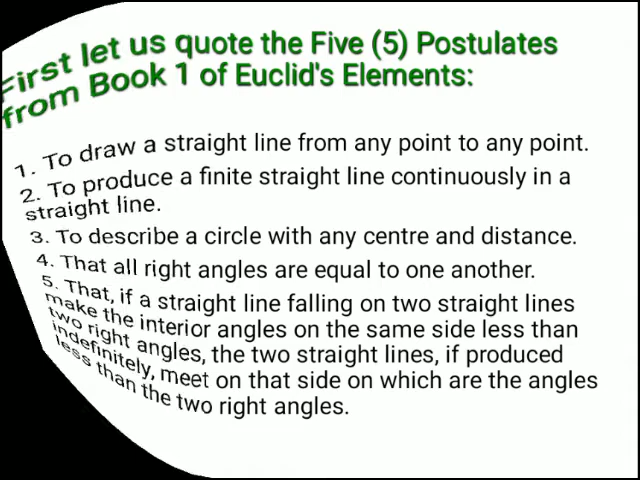 First let us quote the Five (5) Postulates
from Book 1 of Euclid's Elements:
1. To draw a straight line from any point to any point.
2. To produce a finite straight line continuously in a
straight line.
3. To describe a circle with any centre and distance.
4. That all right angles are equal to one another.
5. That, if a straight line falling on two straight lines
make the interior angles on the same side less than
two right angles, the two straight lines, if produced
indefinitely, meet on that side on which are the angles
less than the two right angles.